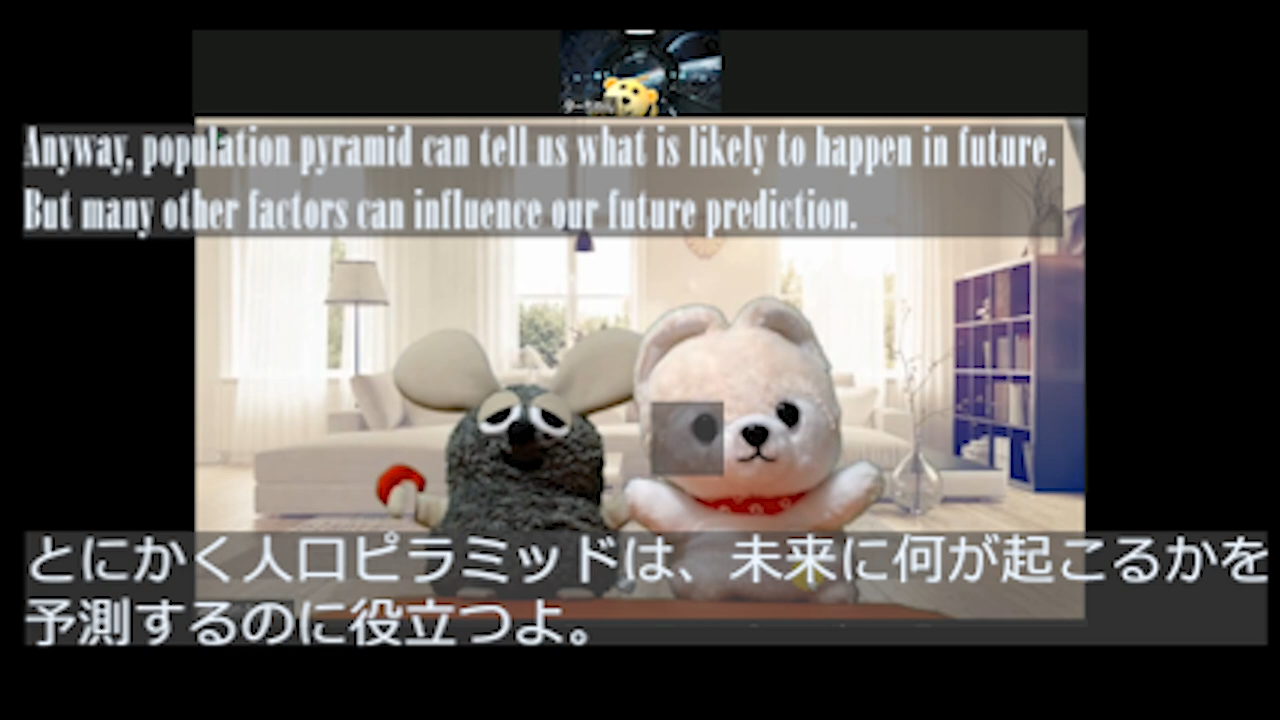 Anyway, population pyramid can tell us what is likely to happen in future.
But many other factors can influence our future prediction.
とにかく人口ピラミッドは、未来に何が起こるかを
予測するのに役立つよ。